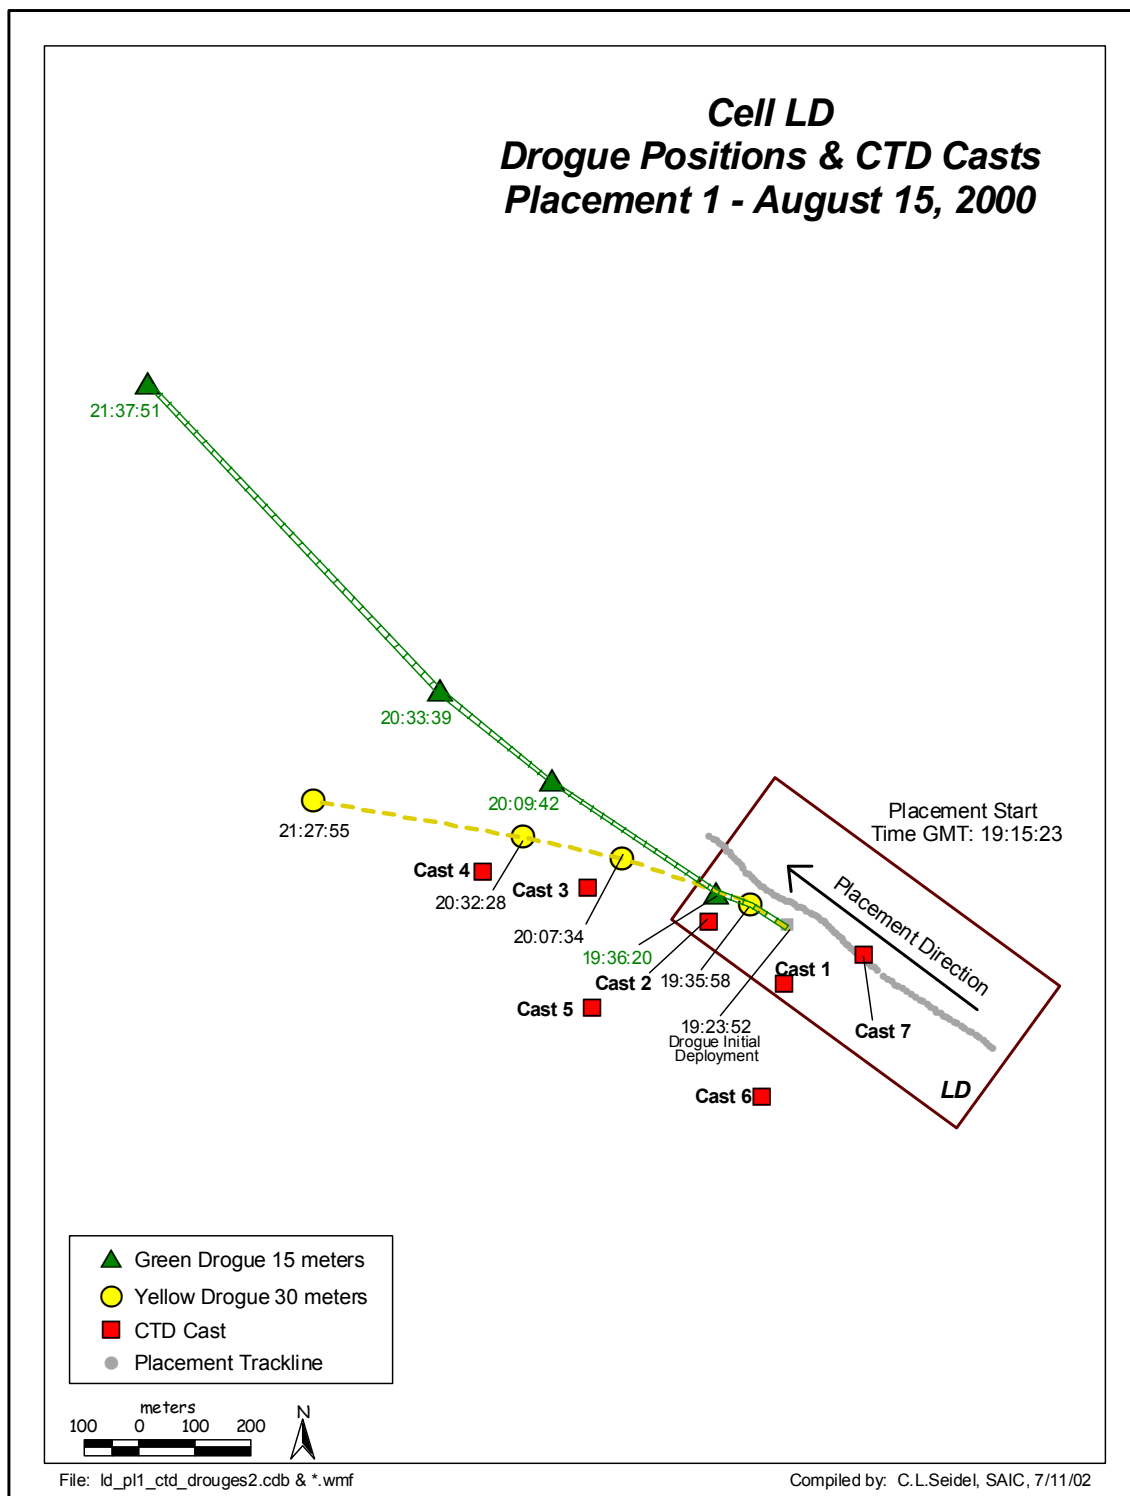 Cell LD
Drogue Positions & CTD Casts
Placement 1 - August 15, 2000
21:37:51
20:33:39
20:09:42
21:27:55
Placement Start
Time GMT: 19:15:23
Cast 4
Cast 3
20:32:28
Placement Direction
20:07:34
19:36:20
Cast 2
19:35:58
Cast 1
Cast 5
19:23:52
Drogue Initial
Deployment
Cast 7
Cast 6
LD
Green Drogue 15 meters
Yellow Drogue 30 meters
CTD Cast
Placement Trackline
meters
100 0 100 200
N
File: ld_pl1_ctd_drouges2.cdb & *.wmf
Compiled by: C.L.Seidel, SAIC, 7/11/02